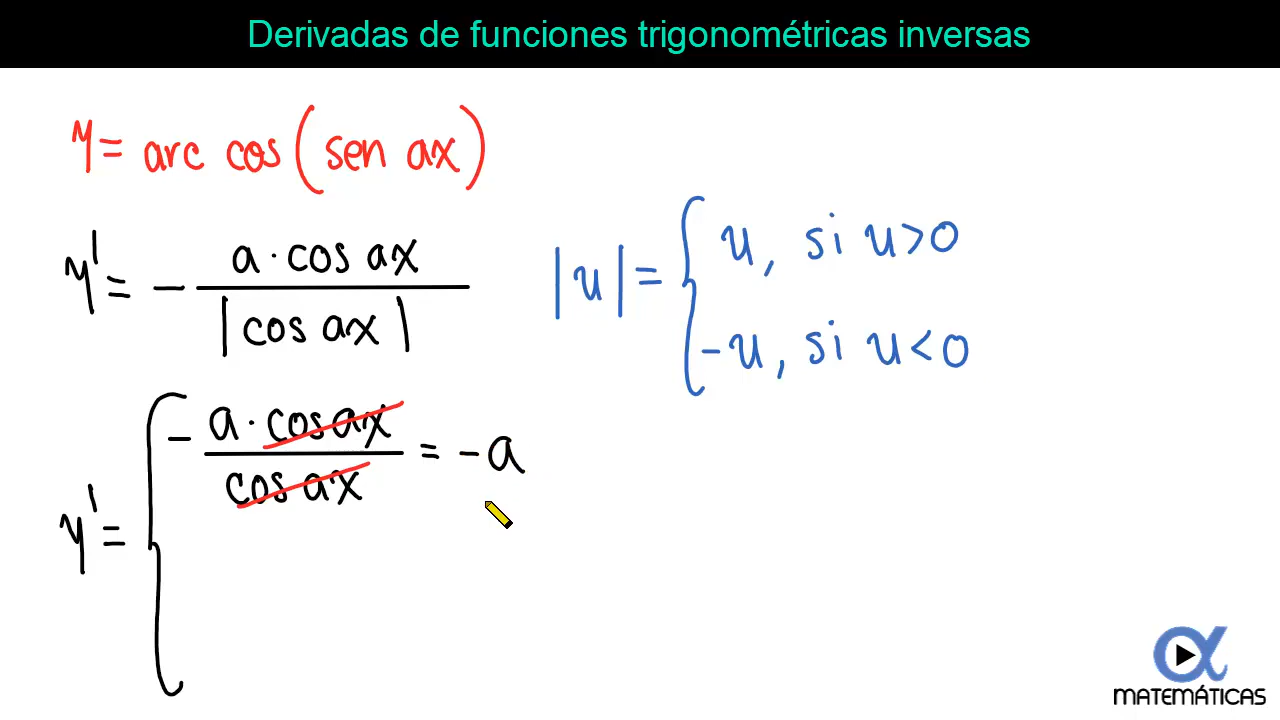 Derivadas de funciones trigonométricas inversas
y = arc cos(sen ax)
y' = - a · cos ax / |cos ax|
|u| = { u, si u>0
-u, si u<0
y' = { - a · cos ax / cos ax = -a
MATEMÁTICAS